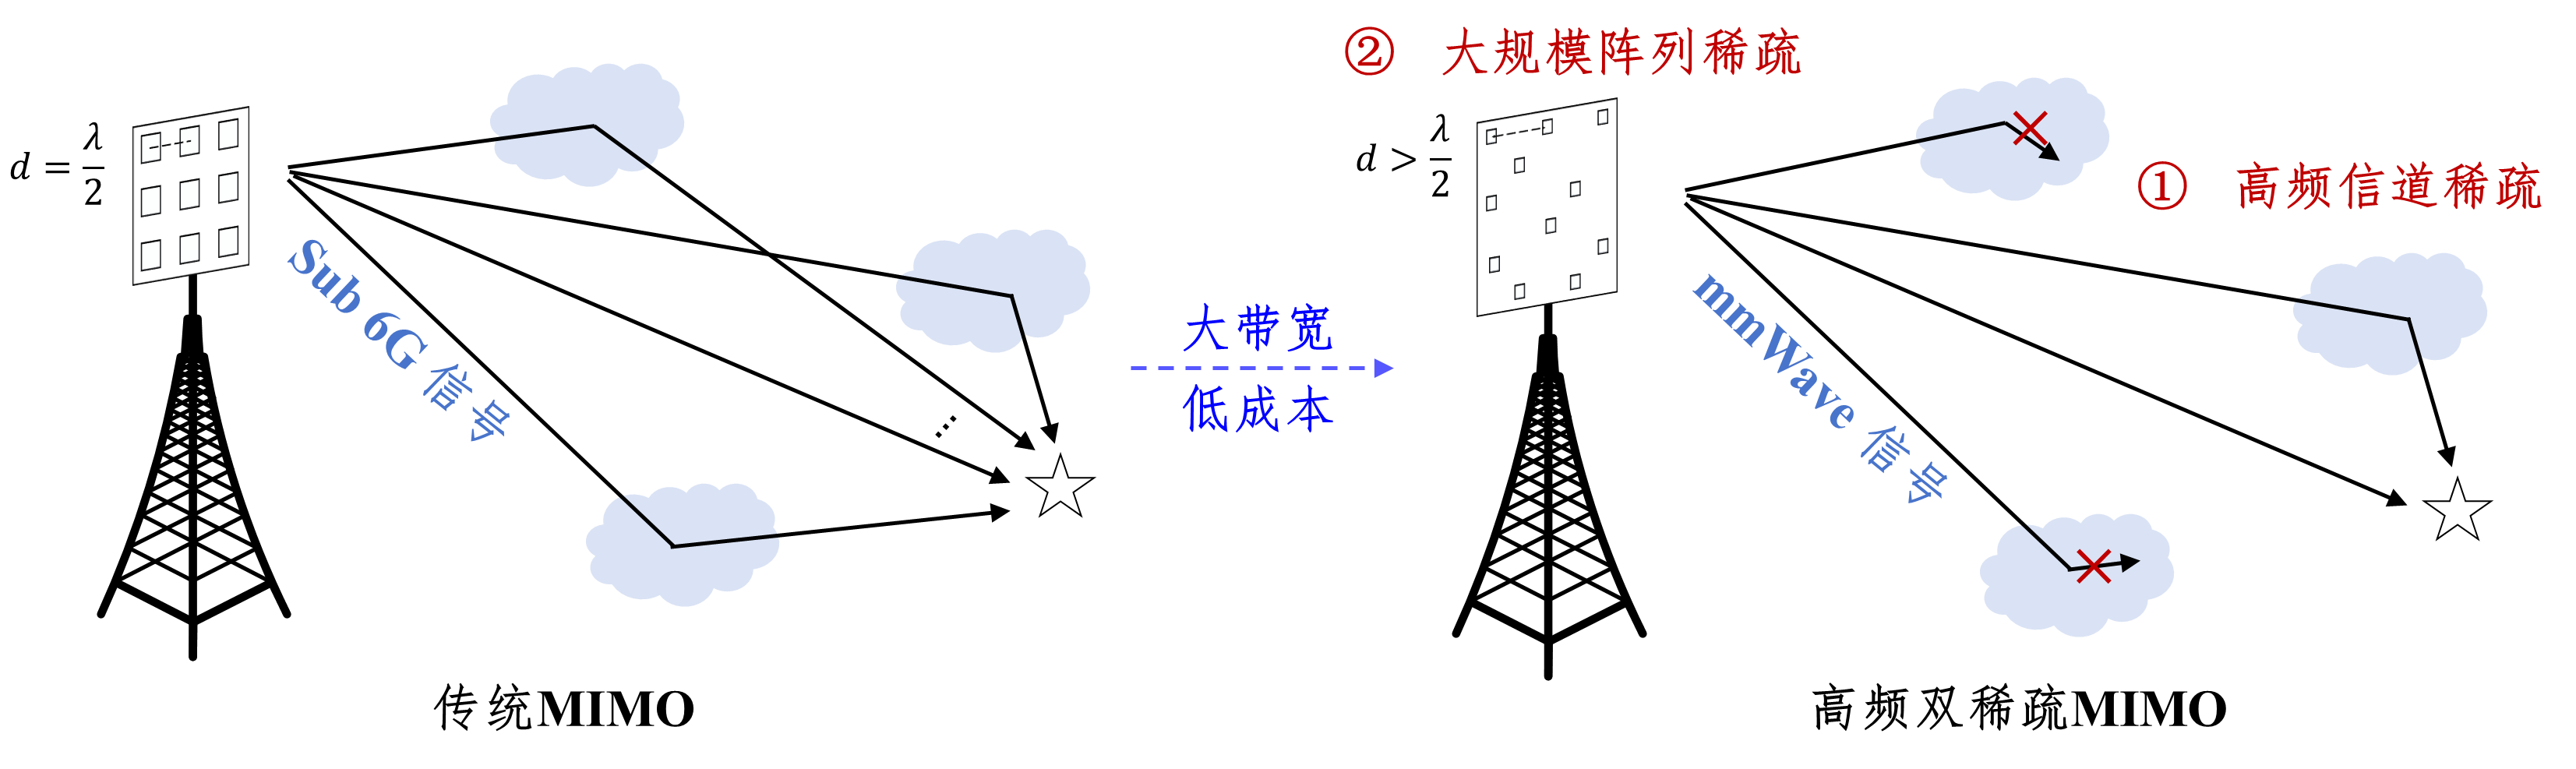 d = λ/2
Sub 6G 信号
⋯
传统MIMO
大带宽
低成本
② 大规模阵列稀疏
d > λ/2
① 高频信道稀疏
mmWave 信号
高频双稀疏MIMO